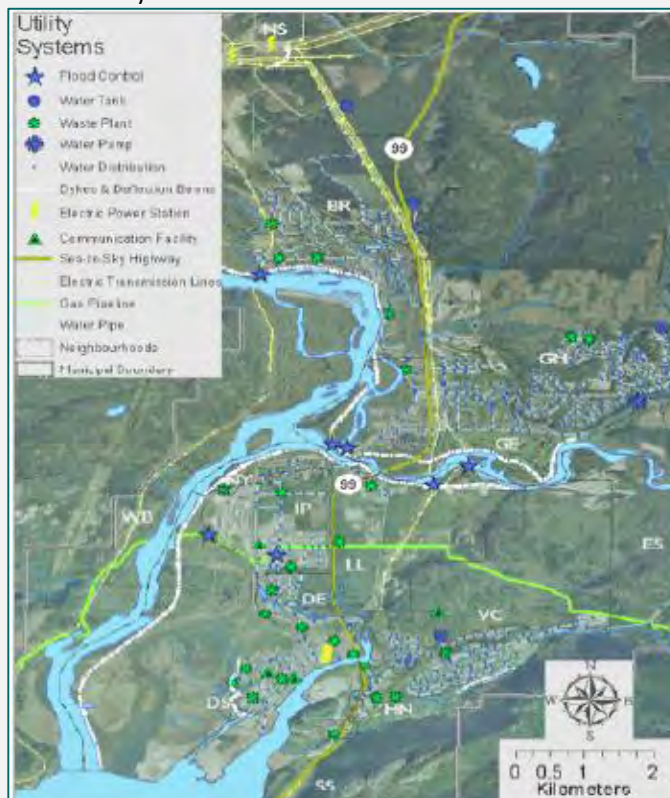 Utility
Systems
Flood Control
Water Tank
Waste Plant
Water Pump
Water Distribution
Dykes & Deflection Berms
Electric Power Station
Communication Facility
Sea-to-Sky Highway
Electric Transmission Lines
Gas Pipeline
Water Pipe
Neighbourhoods
Municipal Boundary
NS
99
BR
GH
GE
99
IP
WB
ES
LL
DE
VC
DS
HN
SS
N
W
S
0 0.5 1 2
Kilometers